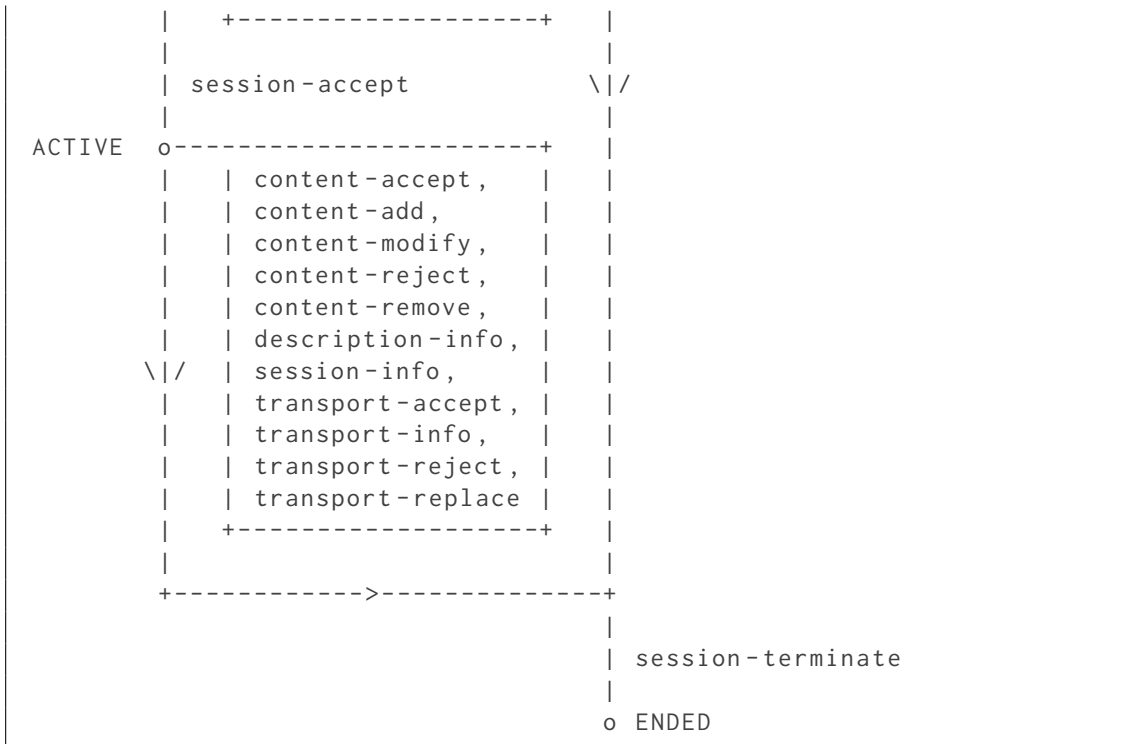 |   +-------------------+   |
          |                           |
          | session-accept           \|/
          |                           |
  ACTIVE  o-----------------------+   |
          |   | content-accept,   |   |
          |   | content-add,      |   |
          |   | content-modify,   |   |
          |   | content-reject,   |   |
          |   | content-remove,   |   |
          |   | description-info, |   |
         \|/  | session-info,     |   |
          |   | transport-accept, |   |
          |   | transport-info,   |   |
          |   | transport-reject, |   |
          |   | transport-replace |   |
          |   +-------------------+   |
          |                           |
          +------------>--------------+
                                      |
                                      | session-terminate
                                      |
                                      o ENDED